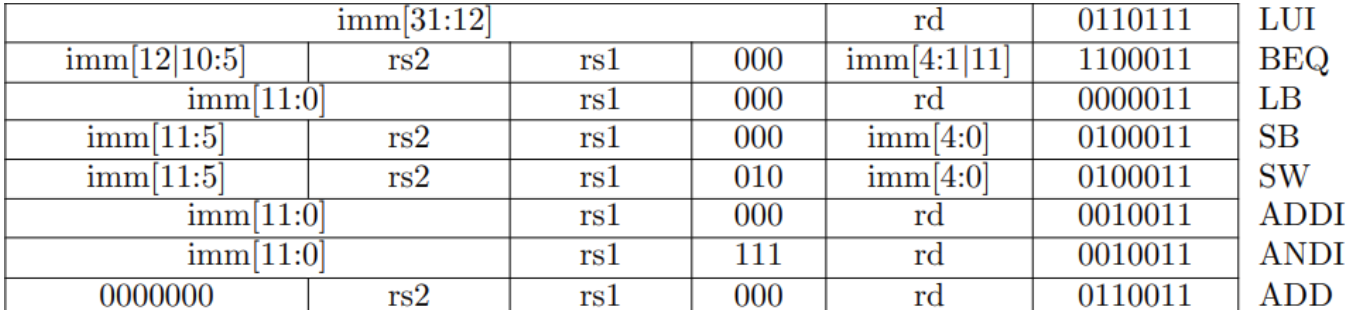 imm[31:12] rd 0110111 LUI
imm[12|10:5] rs2 rs1 000 imm[4:1|11] 1100011 BEQ
imm[11:0] rs1 000 rd 0000011 LB
imm[11:5] rs2 rs1 000 imm[4:0] 0100011 SB
imm[11:5] rs2 rs1 010 imm[4:0] 0100011 SW
imm[11:0] rs1 000 rd 0010011 ADDI
imm[11:0] rs1 111 rd 0010011 ANDI
0000000 rs2 rs1 000 rd 0110011 ADD